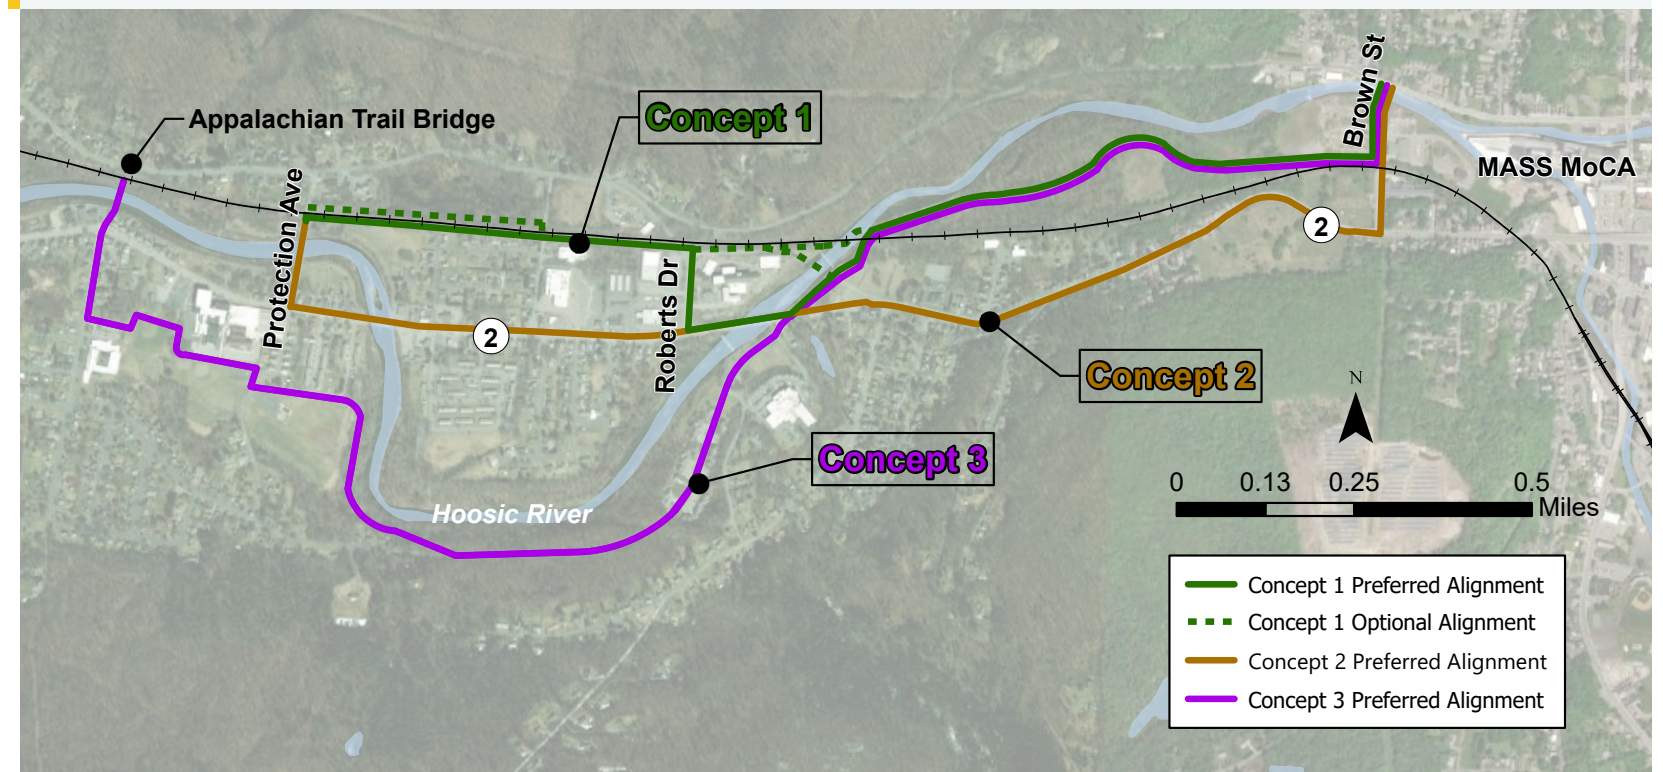 Brown St
Appalachian Trail Bridge
Concept 1
MASS MoCA
Protection Ave
2
Roberts Dr
2
Concept 2
N
Concept 3
0 0.13 0.25 0.5
Miles
Hoosic River
Concept 1 Preferred Alignment
Concept 1 Optional Alignment
Concept 2 Preferred Alignment
Concept 3 Preferred Alignment